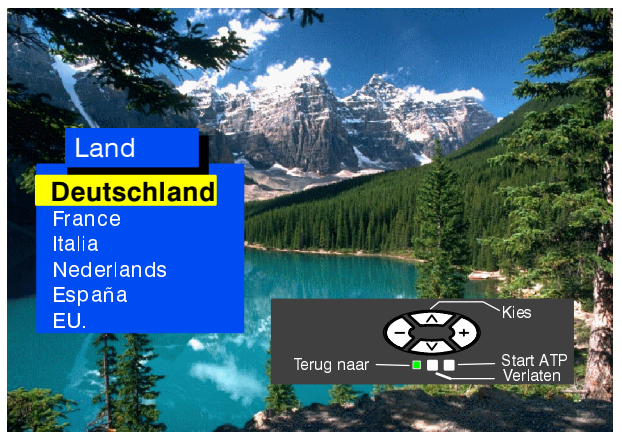 Land
Deutschland
France
Italia
Nederlands
España
EU.
Kies
Terug naar
Start ATP
Verlaten